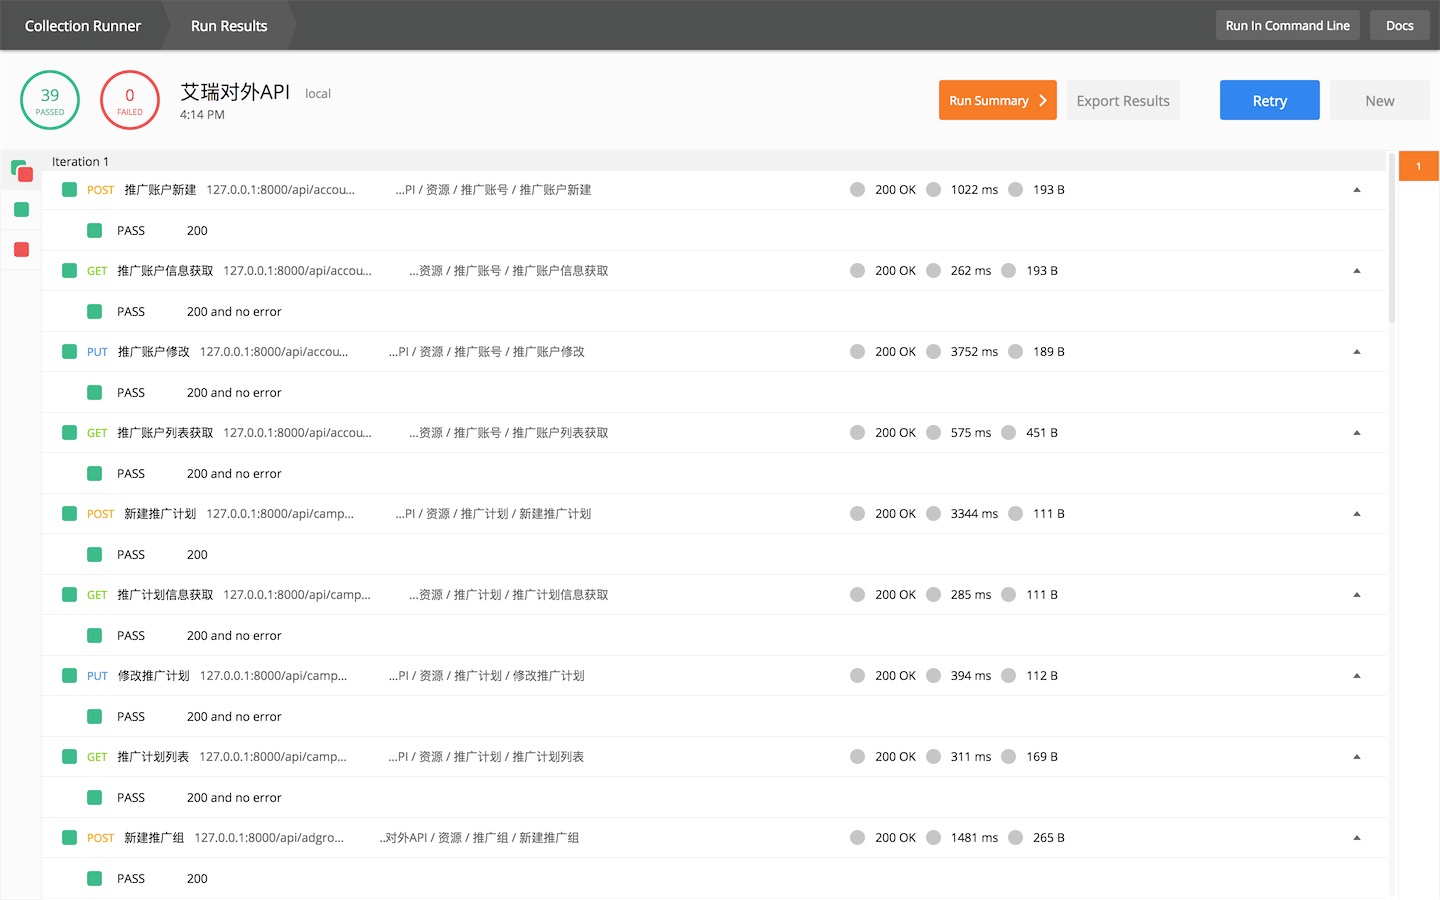 Collection Runner Run Results Run In Command Line Docs
39 PASSED 0 FAILED 艾瑞对外API local
4:14 PM
Run Summary Export Results Retry New
Iteration 1 1
POST 推广账户新建 127.0.0.1:8000/api/accou... ...PI / 资源 / 推广账号 / 推广账户新建 200 OK 1022 ms 193 B
PASS 200
GET 推广账户信息获取 127.0.0.1:8000/api/accou... ...资源 / 推广账号 / 推广账户信息获取 200 OK 262 ms 193 B
PASS 200 and no error
PUT 推广账户修改 127.0.0.1:8000/api/accou... ...PI / 资源 / 推广账号 / 推广账户修改 200 OK 3752 ms 189 B
PASS 200 and no error
GET 推广账户列表获取 127.0.0.1:8000/api/accou... ...资源 / 推广账号 / 推广账户列表获取 200 OK 575 ms 451 B
PASS 200 and no error
POST 新建推广计划 127.0.0.1:8000/api/camp... ...PI / 资源 / 推广计划 / 新建推广计划 200 OK 3344 ms 111 B
PASS 200
GET 推广计划信息获取 127.0.0.1:8000/api/camp... ...资源 / 推广计划 / 推广计划信息获取 200 OK 285 ms 111 B
PASS 200 and no error
PUT 修改推广计划 127.0.0.1:8000/api/camp... ...PI / 资源 / 推广计划 / 修改推广计划 200 OK 394 ms 112 B
PASS 200 and no error
GET 推广计划列表 127.0.0.1:8000/api/camp... ...PI / 资源 / 推广计划 / 推广计划列表 200 OK 311 ms 169 B
PASS 200 and no error
POST 新建推广组 127.0.0.1:8000/api/adgro... ..对外API / 资源 / 推广组 / 新建推广组 200 OK 1481 ms 265 B
PASS 200